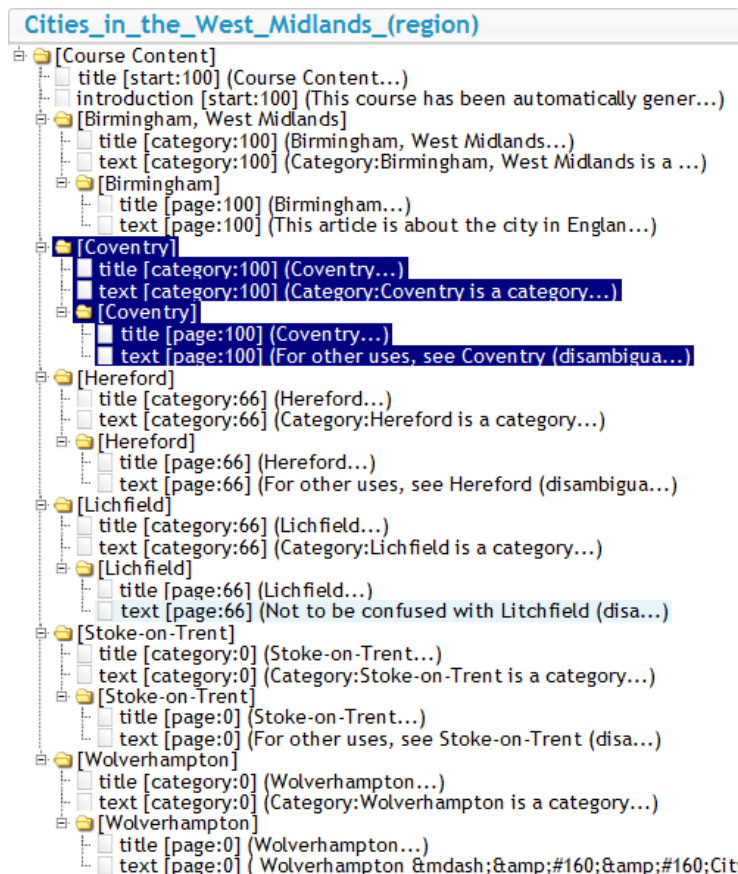 Cities_in_the_West_Midlands_(region)
[Course Content]
title [start:100] (Course Content...)
introduction [start:100] (This course has been automatically gener...)
[Birmingham, West Midlands]
title [category:100] (Birmingham, West Midlands...)
text [category:100] (Category:Birmingham, West Midlands is a ...)
[Birmingham]
title [page:100] (Birmingham...)
text [page:100] (This article is about the city in Englan...)
[Coventry]
title [category:100] (Coventry...)
text [category:100] (Category:Coventry is a category...)
[Coventry]
title [page:100] (Coventry...)
text [page:100] (For other uses, see Coventry (disambigua...)
[Hereford]
title [category:66] (Hereford...)
text [category:66] (Category:Hereford is a category...)
[Hereford]
title [page:66] (Hereford...)
text [page:66] (For other uses, see Hereford (disambigua...)
[Lichfield]
title [category:66] (Lichfield...)
text [category:66] (Category:Lichfield is a category...)
[Lichfield]
title [page:66] (Lichfield...)
text [page:66] (Not to be confused with Litchfield (disa...)
[Stoke-on-Trent]
title [category:0] (Stoke-on-Trent...)
text [category:0] (Category:Stoke-on-Trent is a category...)
[Stoke-on-Trent]
title [page:0] (Stoke-on-Trent...)
text [page:0] (For other uses, see Stoke-on-Trent (disa...)
[Wolverhampton]
title [category:0] (Wolverhampton...)
text [category:0] (Category:Wolverhampton is a category...)
[Wolverhampton]
title [page:0] (Wolverhampton...)
text [page:0] ( Wolverhampton &mdash;&amp;#160;&amp;#160;City